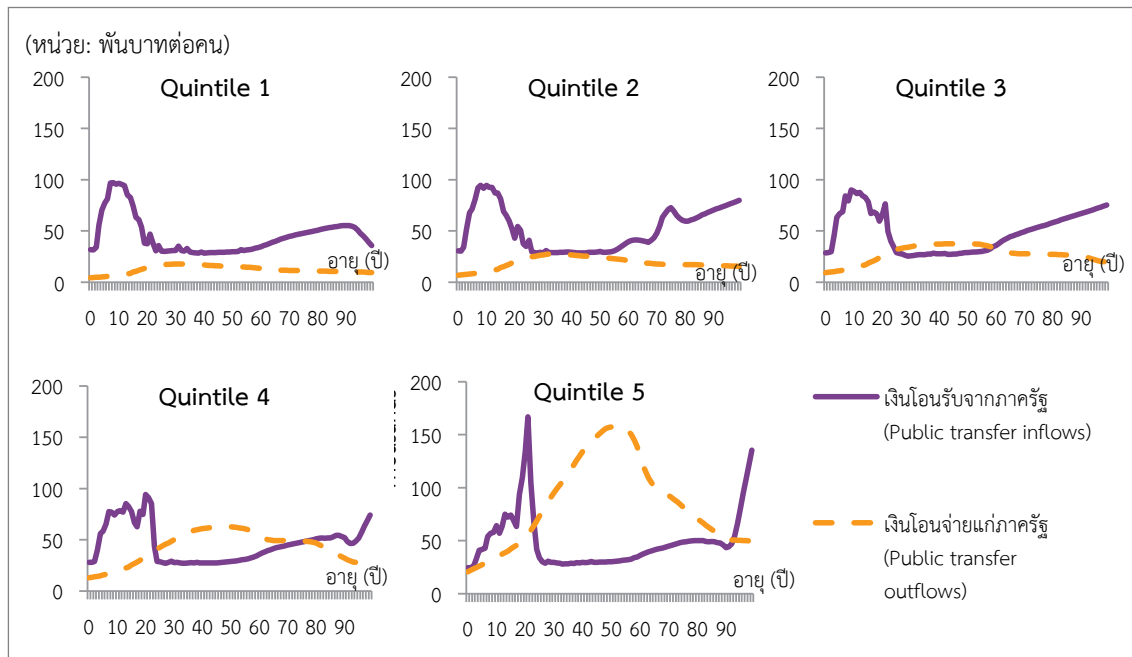 (หน่วย: พันบาทต่อคน)
Quintile 1
200
150
100
50
0
อายุ (ปี)
0 10 20 30 40 50 60 70 80 90
Quintile 2
200
150
100
50
0
อายุ (ปี)
0 10 20 30 40 50 60 70 80 90
Quintile 3
200
150
100
50
0
อายุ (ปี)
0 10 20 30 40 50 60 70 80 90
Quintile 4
200
150
100
50
0
อายุ (ปี)
0 10 20 30 40 50 60 70 80 90
Quintile 5
200
150
100
50
0
อายุ (ปี)
0 10 20 30 40 50 60 70 80 90
เงินโอนรับจากภาครัฐ
(Public transfer inflows)
เงินโอนจ่ายแก่ภาครัฐ
(Public transfer
outflows)